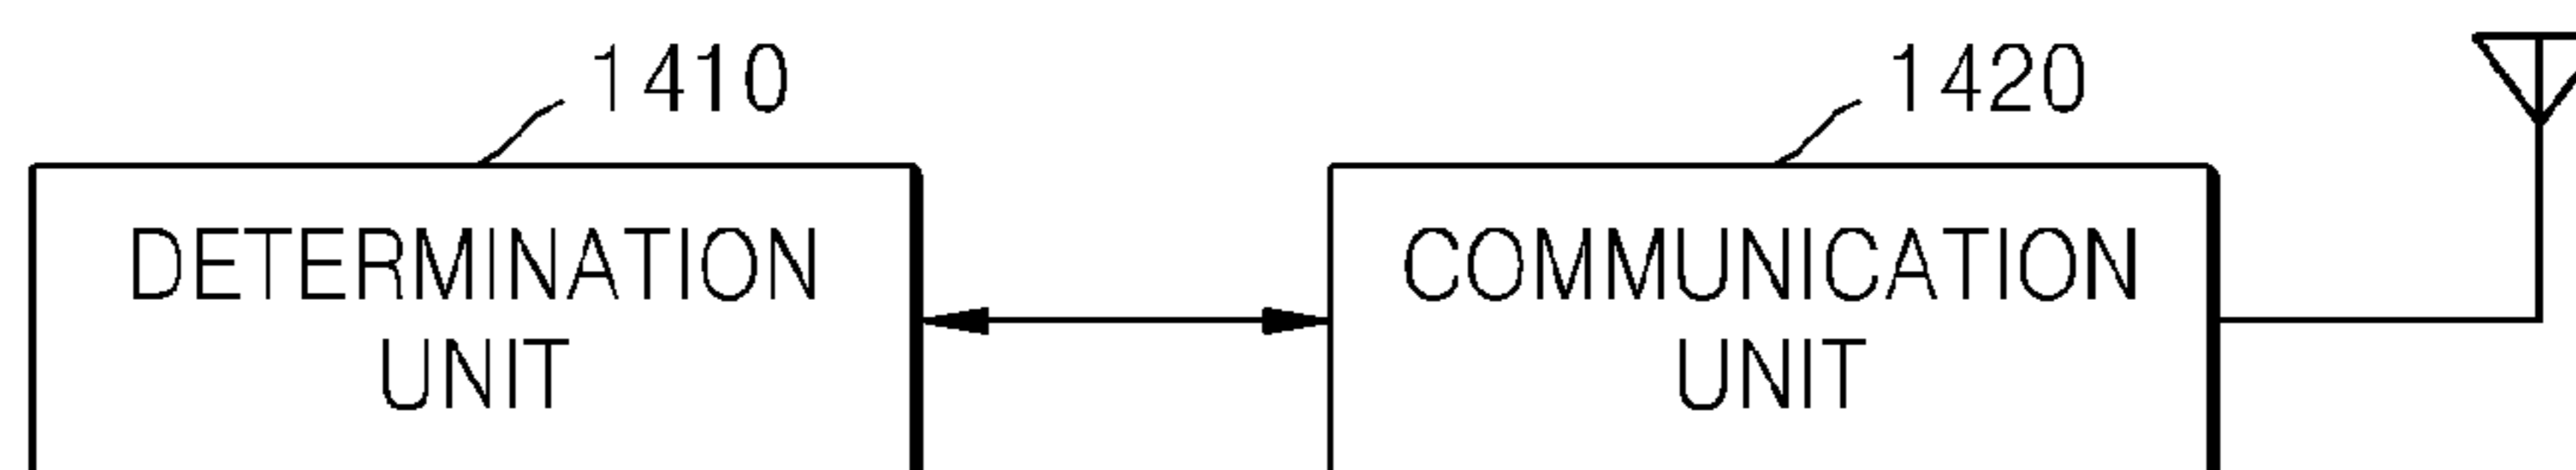 1410
1420
DETERMINATION
UNIT
COMMUNICATION
UNIT